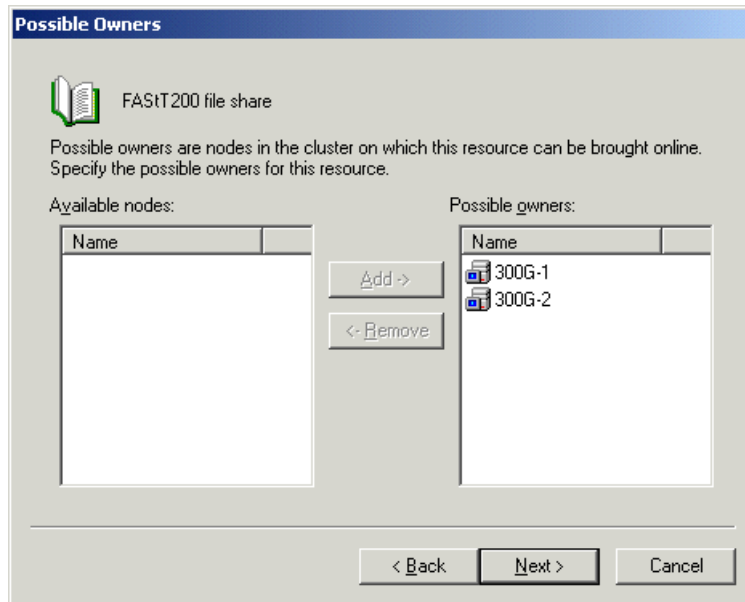 Possible Owners
FAStT200 file share
Possible owners are nodes in the cluster on which this resource can be brought online.
Specify the possible owners for this resource.
Available nodes:
Possible owners:
Name
Name
300G-1
300G-2
Add ->
<- Remove
< Back
Next >
Cancel